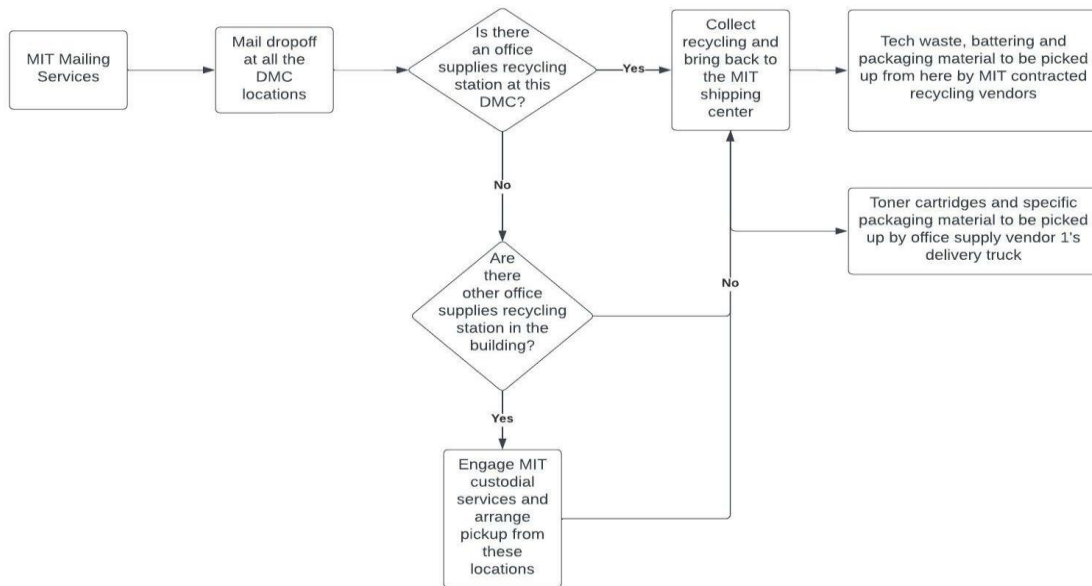 MIT Mailing
Services
Mail dropoff
at all the
DMC
locations
Is there
an office
supplies recycling
station at this
DMC?
Yes
Collect
recycling and
bring back to
the MIT
shipping
center
Tech waste, battering and
packaging material to be picked
up from here by MIT contracted
recycling vendors
No
Toner cartridges and specific
packaging material to be picked
up by office supply vendor 1's
delivery truck
Are
there
other office
supplies recycling
station in the
building?
No
Yes
Engage MIT
custodial
services and
arrange
pickup from
these
locations